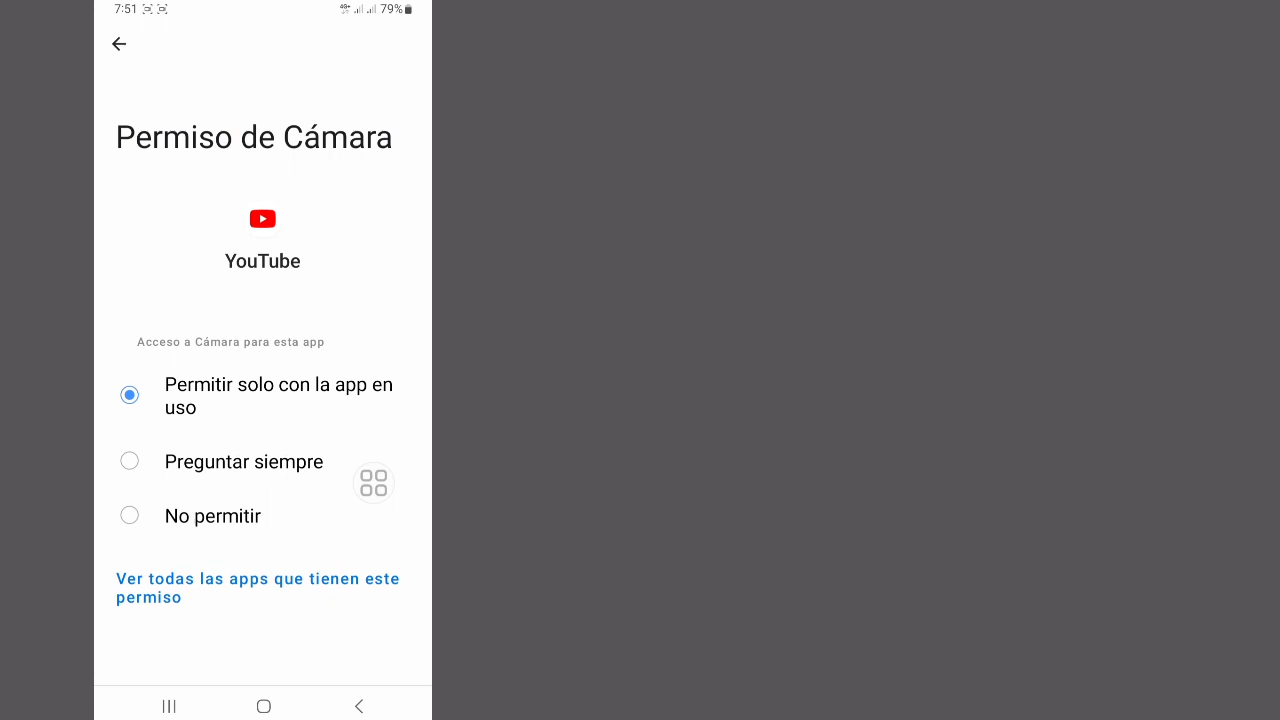 7:51 4G+ 79%
Permiso de Cámara
YouTube
Acceso a Cámara para esta app
Permitir solo con la app en
uso
Preguntar siempre
No permitir
Ver todas las apps que tienen este
permiso